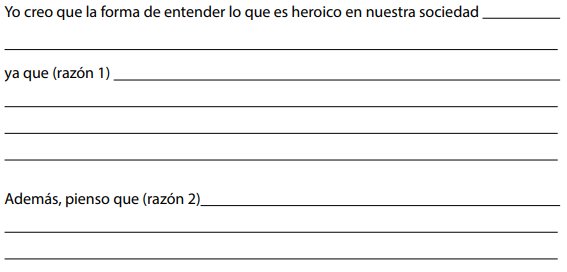 Yo creo que la forma de entender lo que es heroico en nuestra sociedad
ya que (razón 1)
Además, pienso que (razón 2)